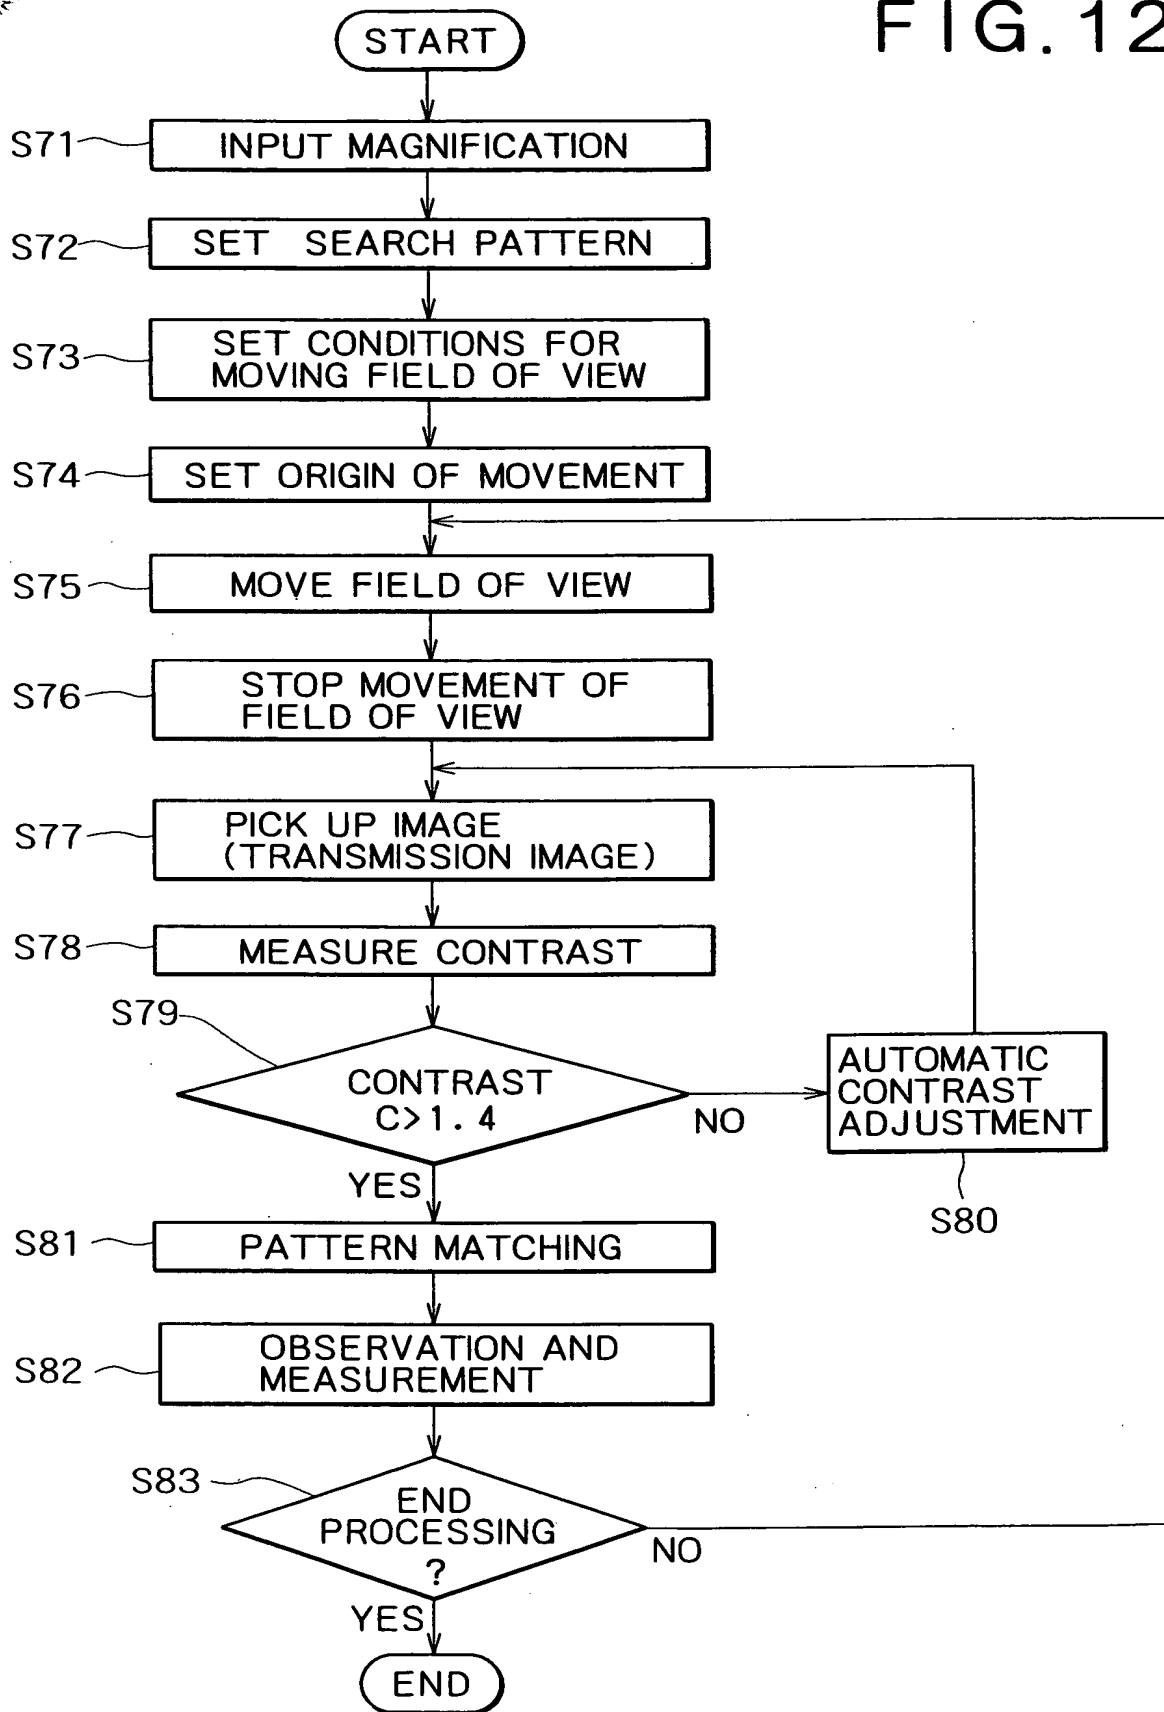 FIG.12
START
S71
INPUT MAGNIFICATION
S72
SET SEARCH PATTERN
S73
SET CONDITIONS FOR
MOVING FIELD OF VIEW
S74
SET ORIGIN OF MOVEMENT
S75
MOVE FIELD OF VIEW
S76
STOP MOVEMENT OF
FIELD OF VIEW
S77
PICK UP IMAGE
(TRANSMISSION IMAGE)
S78
MEASURE CONTRAST
S79
CONTRAST
C>1.4
NO
AUTOMATIC
CONTRAST
ADJUSTMENT
S80
YES
S81
PATTERN MATCHING
S82
OBSERVATION AND
MEASUREMENT
S83
END
PROCESSING
?
NO
YES
END